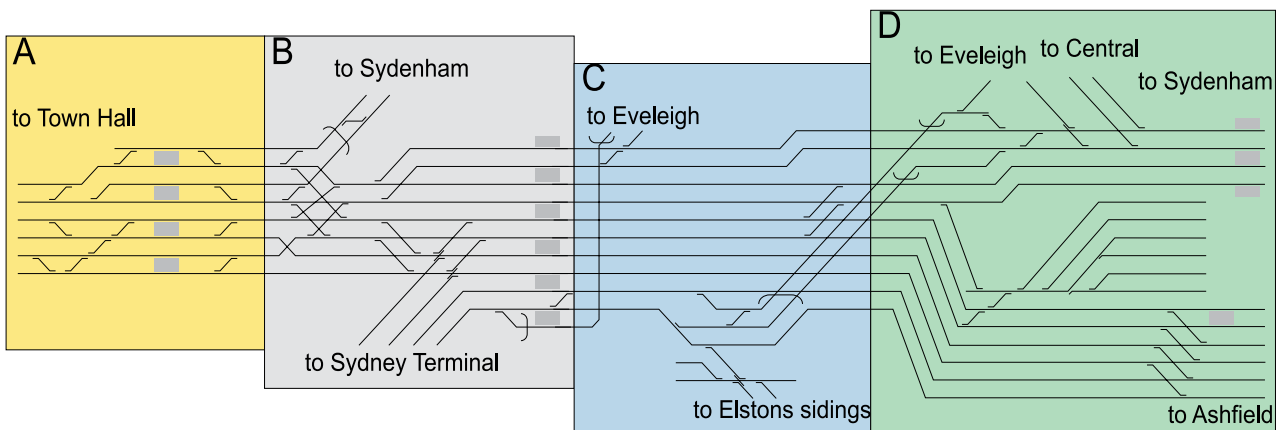 A
to Town Hall
B
to Sydenham
to Sydney Terminal
C
to Eveleigh
to Elstons sidings
D
to Eveleigh
to Central
to Sydenham
to Ashfield